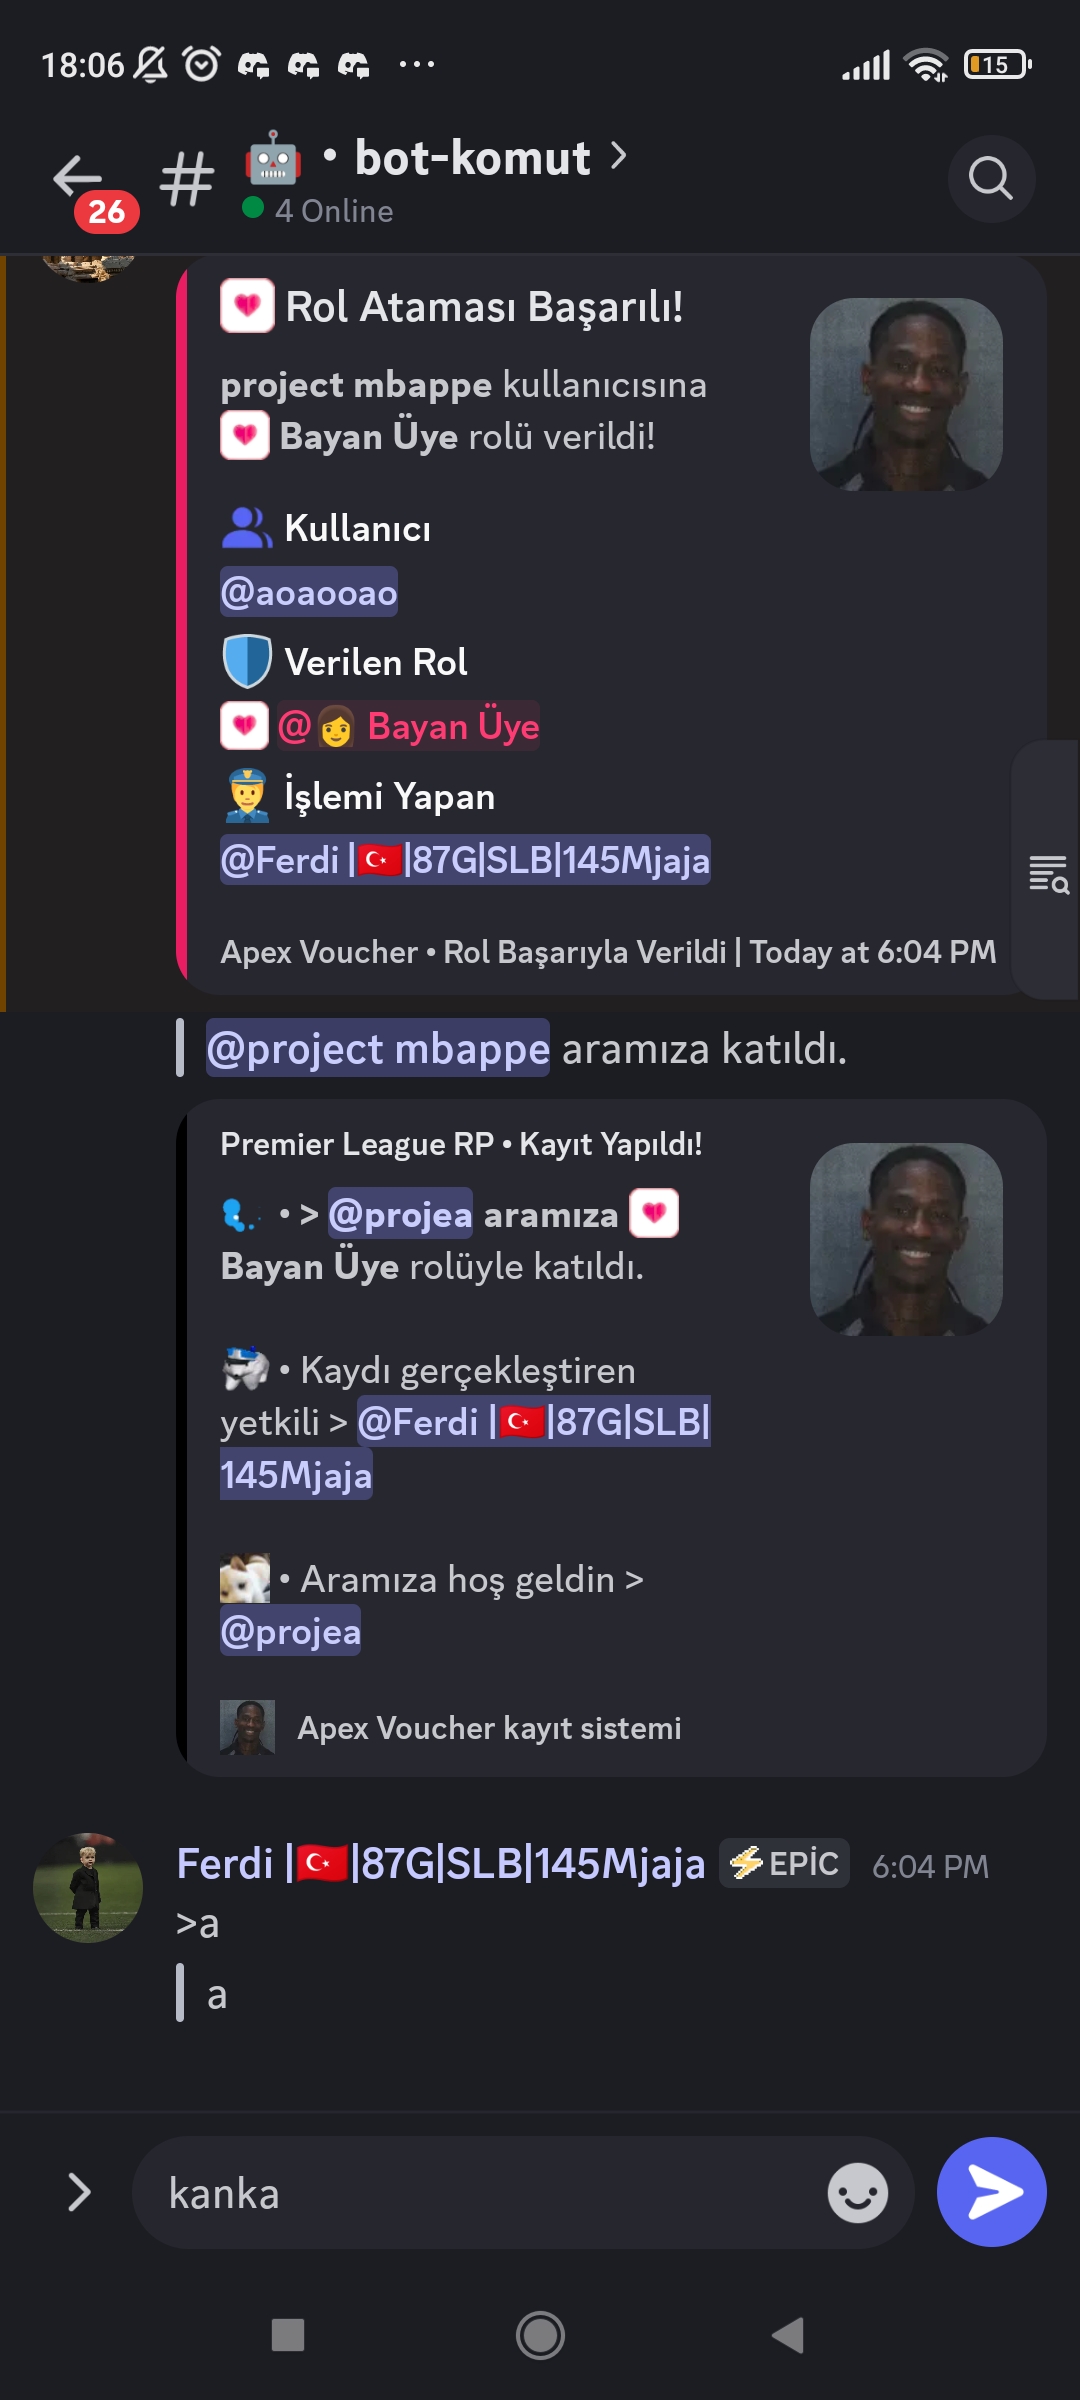 18:06 ... 15
# 🤖 • bot-komut >
26
4 Online
Rol Ataması Başarılı!
project mbappe kullanıcısına
Bayan Üye rolü verildi!
Kullanıcı
@aoaooao
Verilen Rol
@👩 Bayan Üye
İşlemi Yapan
@Ferdi |🇹🇷|87G|SLB|145Mjaja
Apex Voucher • Rol Başarıyla Verildi | Today at 6:04 PM
@project mbappe aramıza katıldı.
Premier League RP • Kayıt Yapıldı!
• > @projea aramıza
Bayan Üye rolüyle katıldı.
• Kaydı gerçekleştiren
yetkili > @Ferdi |🇹🇷|87G|SLB|
145Mjaja
• Aramıza hoş geldin >
@projea
Apex Voucher kayıt sistemi
Ferdi |🇹🇷|87G|SLB|145Mjaja ⚡EPİC 6:04 PM
>a
a
kanka